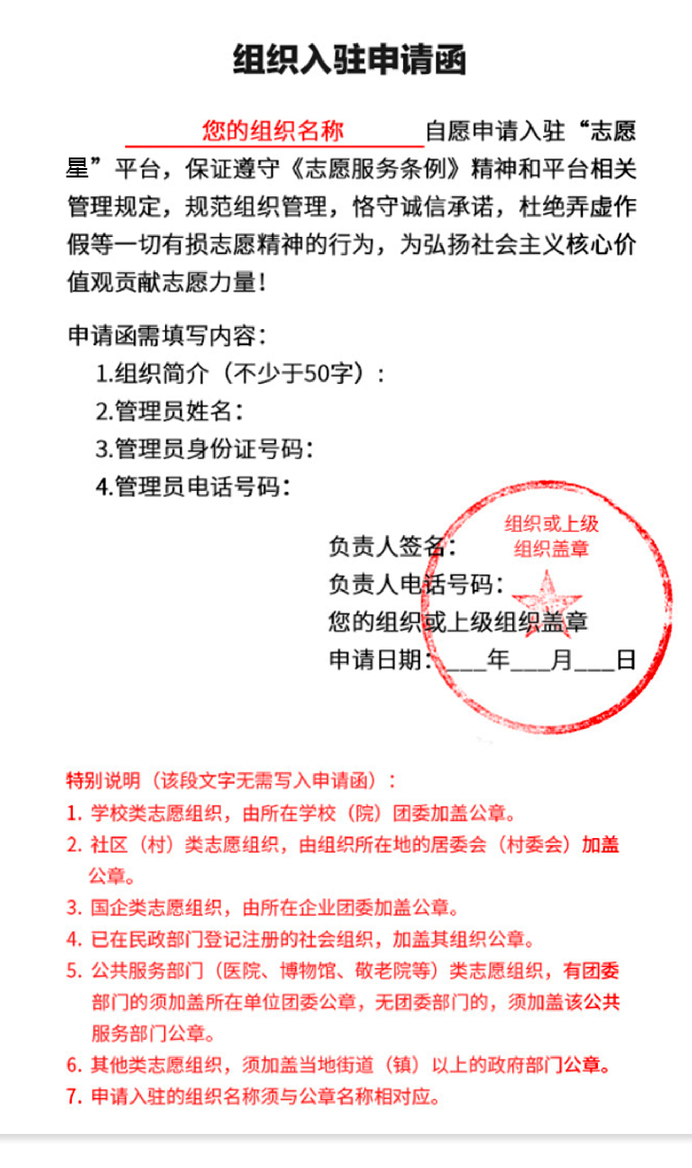 组织入驻申请函
您的组织名称 自愿申请入驻“志愿
星”平台，保证遵守《志愿服务条例》精神和平台相关
管理规定，规范组织管理，恪守诚信承诺，杜绝弄虚作
假等一切有损志愿精神的行为，为弘扬社会主义核心价
值观贡献志愿力量！
申请函需填写内容：
1.组织简介（不少于50字）:
2.管理员姓名：
3.管理员身份证号码：
4.管理员电话号码：
组织或上级
组织盖章
负责人签名：
负责人电话号码：
您的组织或上级组织盖章
申请日期：___年___月___日
特别说明（该段文字无需写入申请函）：
1. 学校类志愿组织，由所在学校（院）团委加盖公章。
2. 社区（村）类志愿组织，由组织所在地的居委会（村委会）加盖
公章。
3. 国企类志愿组织，由所在企业团委加盖公章。
4. 已在民政部门登记注册的社会组织，加盖其组织公章。
5. 公共服务部门（医院、博物馆、敬老院等）类志愿组织，有团委
部门的须加盖所在单位团委公章，无团委部门的，须加盖该公共
服务部门公章。
6. 其他类志愿组织，须加盖当地街道（镇）以上的政府部门公章。
7. 申请入驻的组织名称须与公章名称相对应。